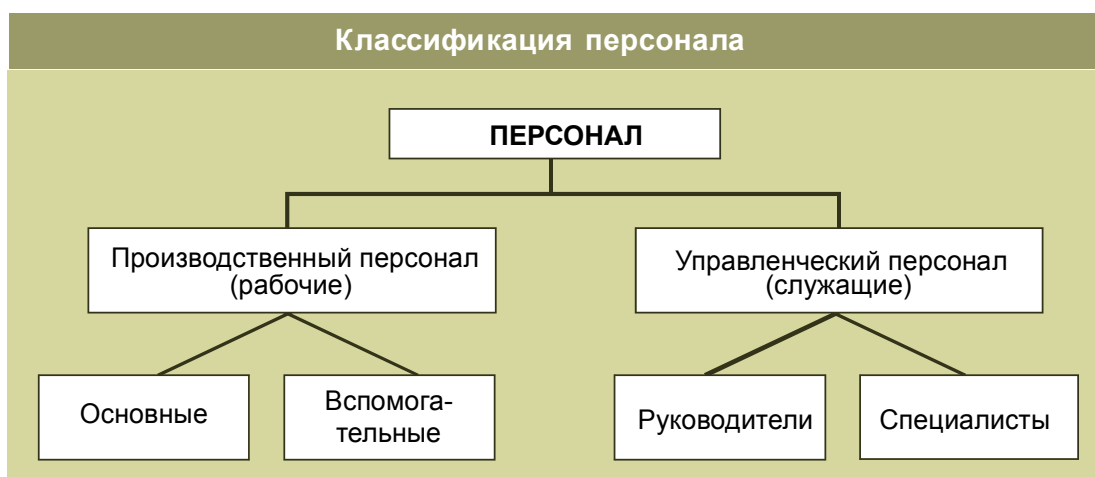 Классификация персонала
ПЕРСОНАЛ
Производственный персонал
(рабочие)
Управленческий персонал
(служащие)
Основные
Вспомога-
тельные
Руководители
Специалисты